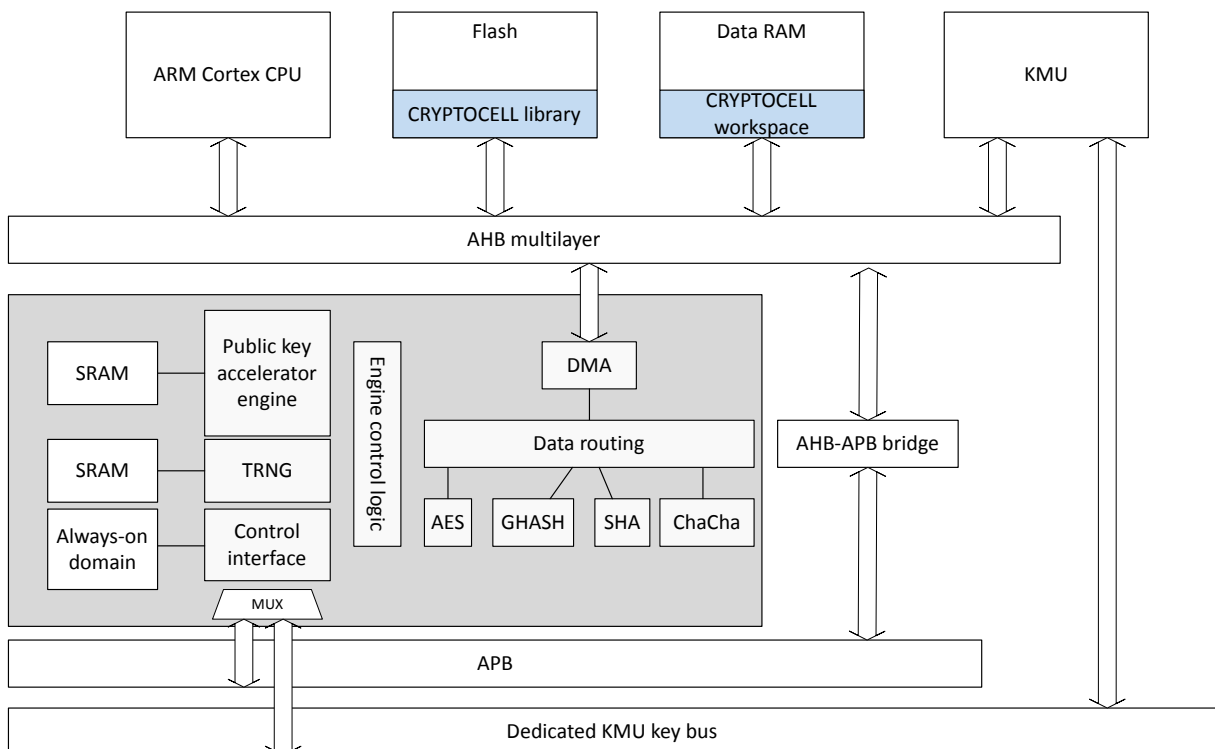 ARM Cortex CPU
Flash
CRYPTOCELL library
Data RAM
CRYPTOCELL
workspace
KMU
AHB multilayer
SRAM
Public key
accelerator
engine
Engine control logic
DMA
Data routing
AHB-APB bridge
SRAM
TRNG
AES
GHASH
SHA
ChaCha
Always-on
domain
Control
interface
MUX
APB
Dedicated KMU key bus